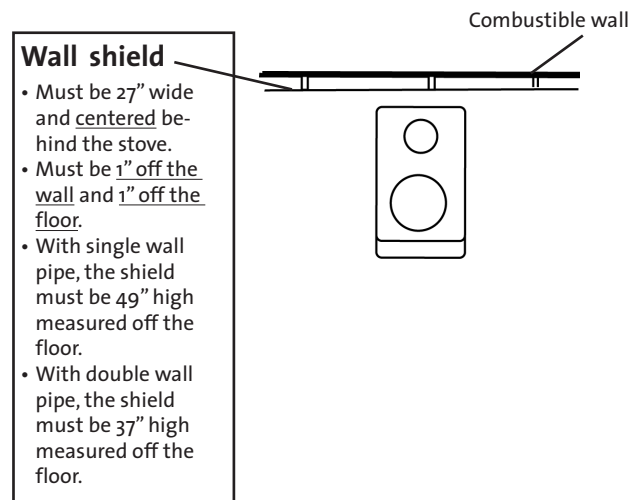 Combustible wall
Wall shield
• Must be 27” wide
and centered be-
hind the stove.
• Must be 1” off the
wall and 1” off the
floor.
• With single wall
pipe, the shield
must be 49” high
measured off the
floor.
• With double wall
pipe, the shield
must be 37” high
measured off the
floor.